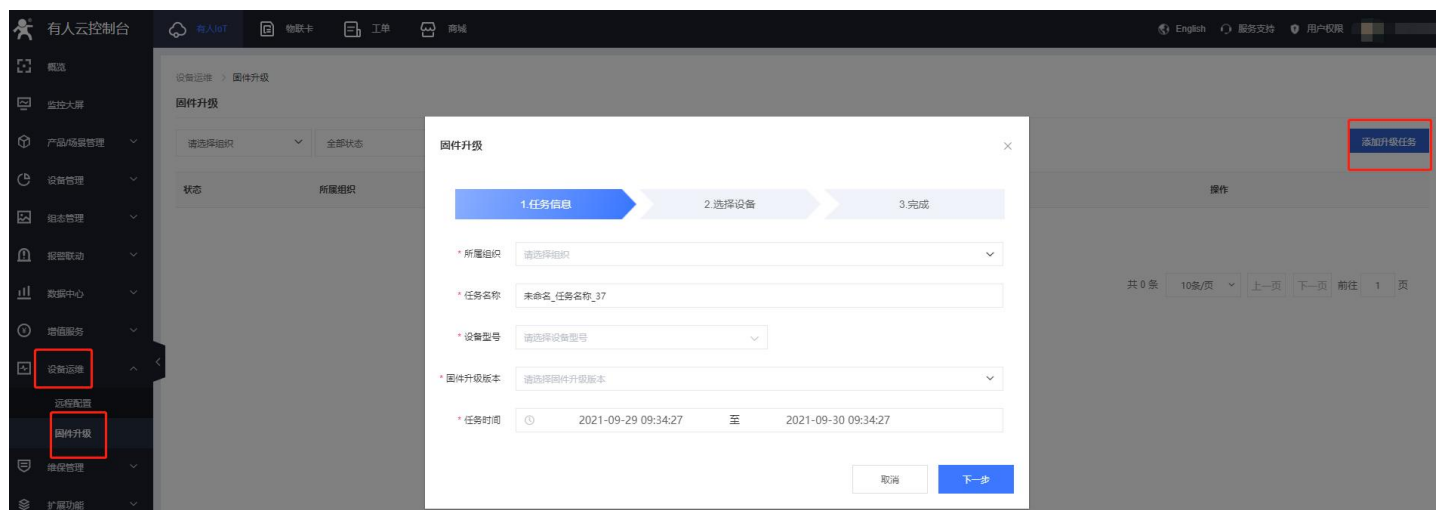 有人云控制台
有人IoT
物联卡
工单
商城
English
服务支持
用户权限
概览
监控大屏
产品/场景管理
设备管理
组态管理
报警联动
数据中心
增值服务
设备运维
远程配置
固件升级
维保管理
扩展功能
设备运维 > 固件升级
固件升级
请选择组织
全部状态
添加升级任务
状态
所属组织
操作
共 0 条 10条/页 上一页 下一页 前往 1 页
固件升级
1.任务信息
2.选择设备
3.完成
* 所属组织 请选择组织
* 任务名称 未命名_任务名称_37
* 设备型号 请选择设备型号
* 固件升级版本 请选择固件升级版本
* 任务时间 2021-09-29 09:34:27 至 2021-09-30 09:34:27
取消
下一步